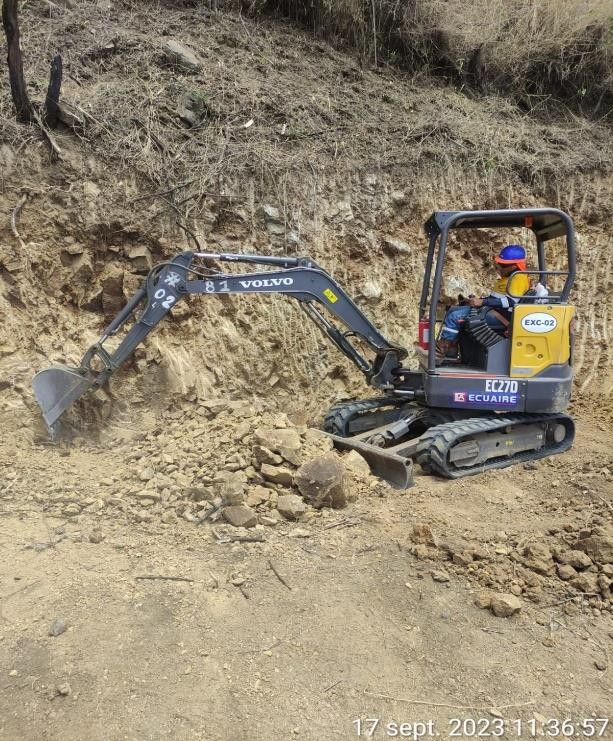 VOLVO
81
02
EXC-02
EC27D
ECUAIRE
17 sept. 2023 11:36:57